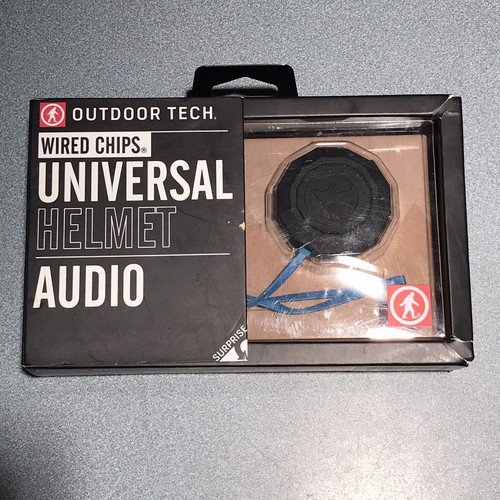 OUTDOOR TECH®
WIRED CHIPS®
UNIVERSAL
HELMET
AUDIO
SURPRISE